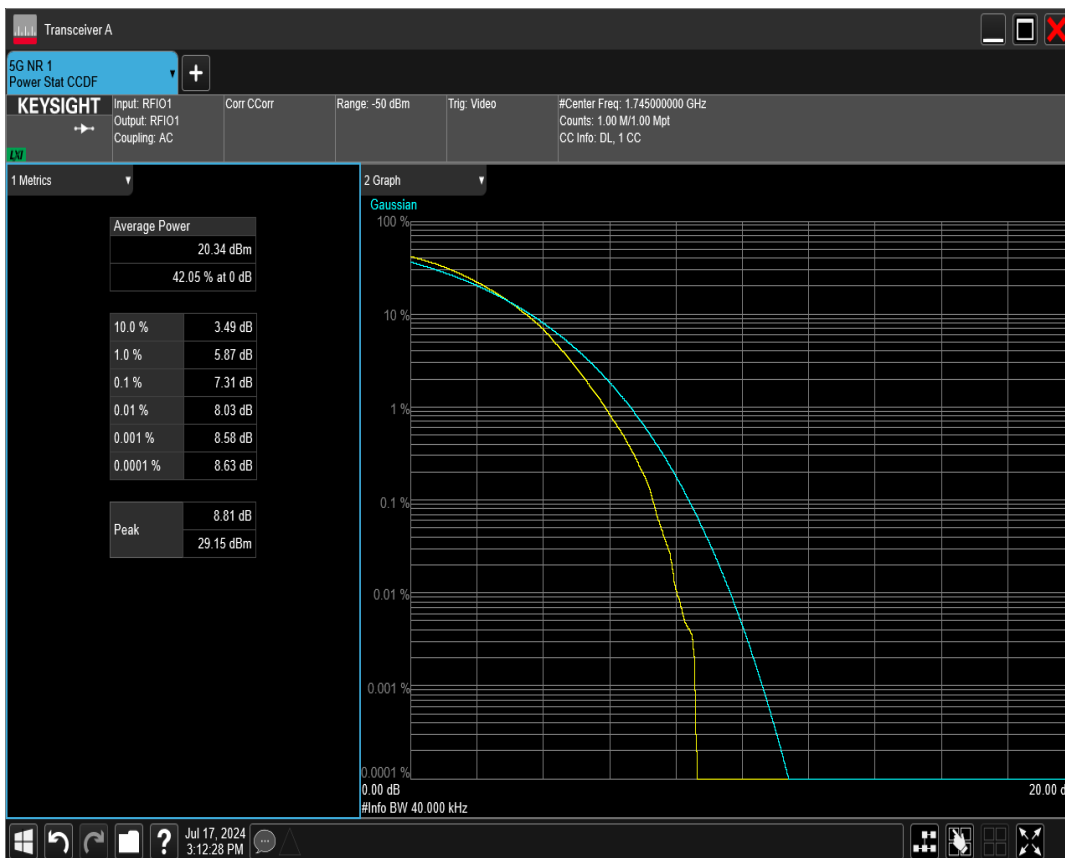 Transceiver A
5G NR 1
Power Stat CCDF
KEYSIGHT
LXI
Input: RFIO1
Output: RFIO1
Coupling: AC
Corr CCorr
Range: -50 dBm
Trig: Video
#Center Freq: 1.745000000 GHz
Counts: 1.00 M/1.00 Mpt
CC Info: DL, 1 CC
1 Metrics
Average Power
20.34 dBm
42.05 % at 0 dB
10.0 % 3.49 dB
1.0 % 5.87 dB
0.1 % 7.31 dB
0.01 % 8.03 dB
0.001 % 8.58 dB
0.0001 % 8.63 dB
Peak 8.81 dB
29.15 dBm
2 Graph
Gaussian
100 %
10 %
1 %
0.1 %
0.01 %
0.001 %
0.0001 %
0.00 dB
20.00 d
#Info BW 40.000 kHz
?
Jul 17, 2024
3:12:28 PM